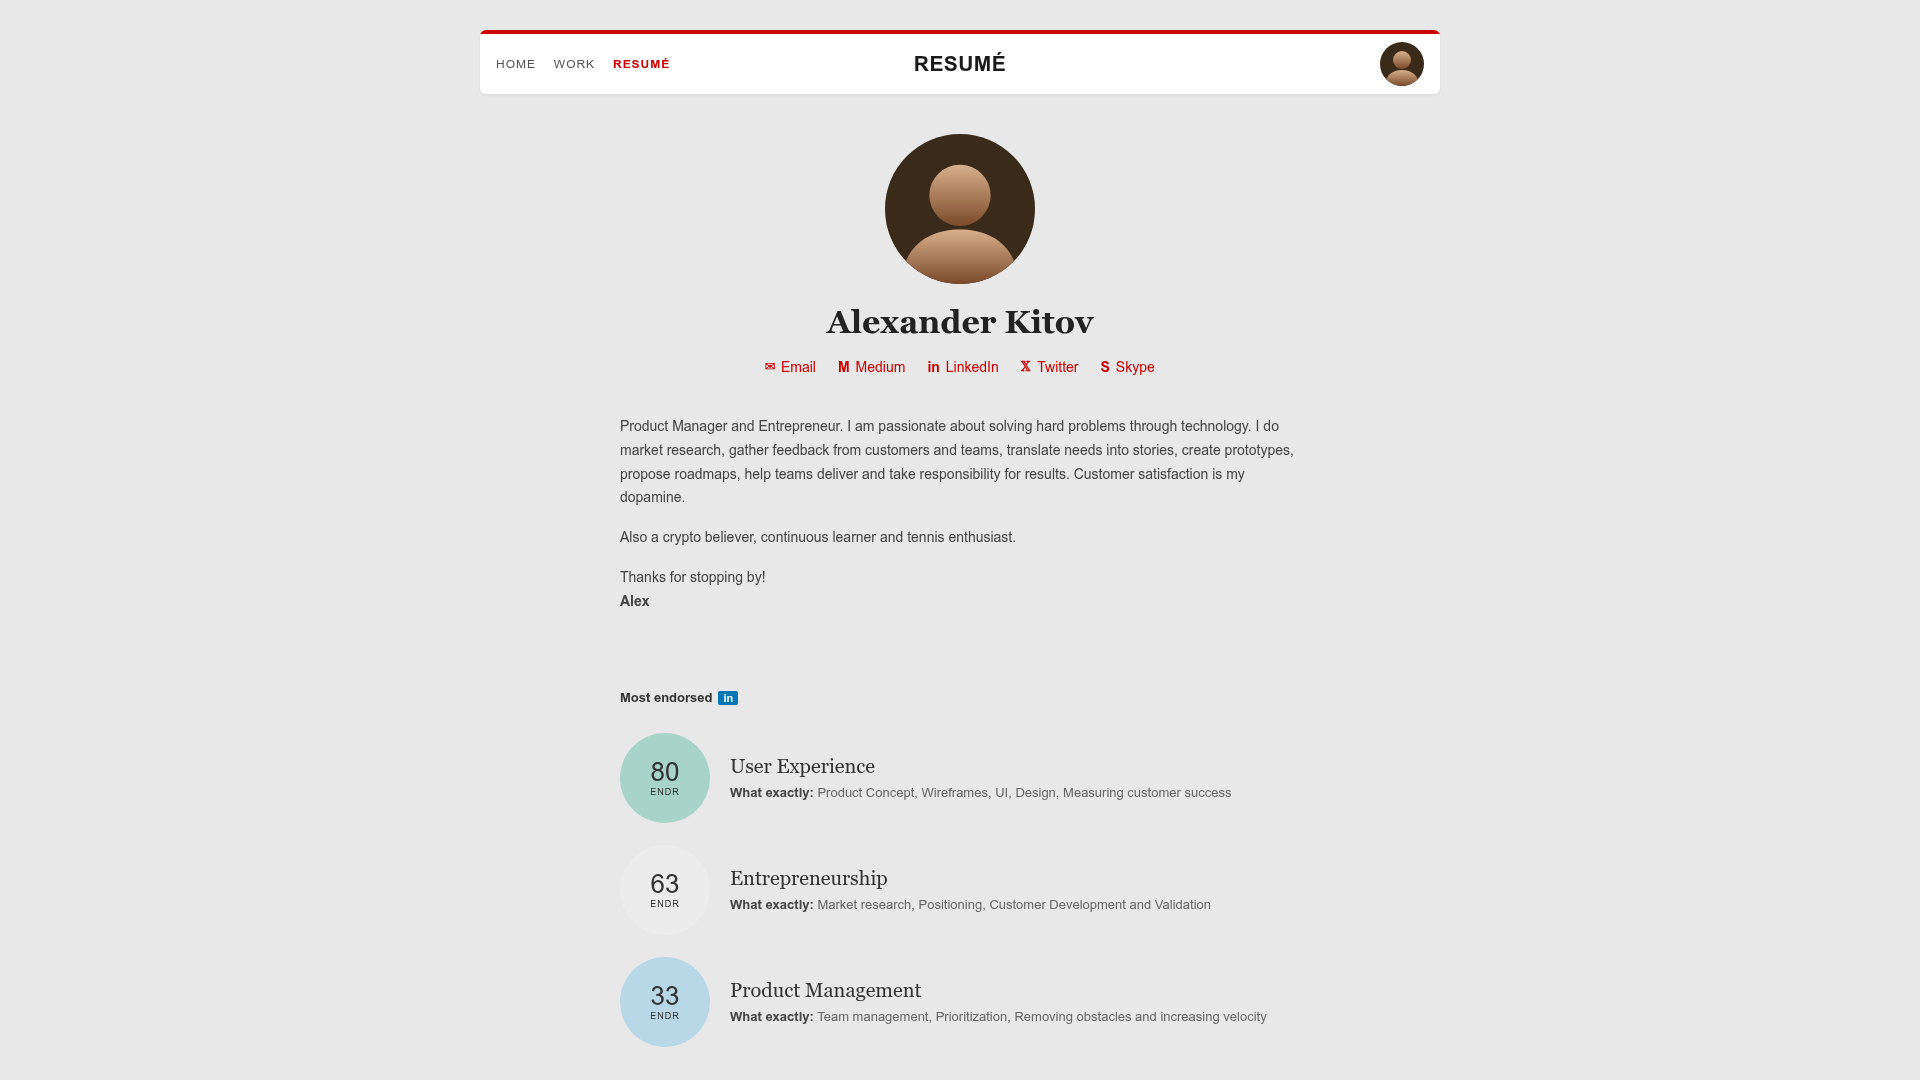 HOME WORK RESUMÉ RESUMÉ
Alexander Kitov
✉ Email M Medium in LinkedIn 𝕏 Twitter S Skype
Product Manager and Entrepreneur. I am passionate about solving hard problems through technology. I do
market research, gather feedback from customers and teams, translate needs into stories, create prototypes,
propose roadmaps, help teams deliver and take responsibility for results. Customer satisfaction is my
dopamine.
Also a crypto believer, continuous learner and tennis enthusiast.
Thanks for stopping by!
Alex
Most endorsed in
80
ENDR
User Experience
What exactly: Product Concept, Wireframes, UI, Design, Measuring customer success
63
ENDR
Entrepreneurship
What exactly: Market research, Positioning, Customer Development and Validation
33
ENDR
Product Management
What exactly: Team management, Prioritization, Removing obstacles and increasing velocity